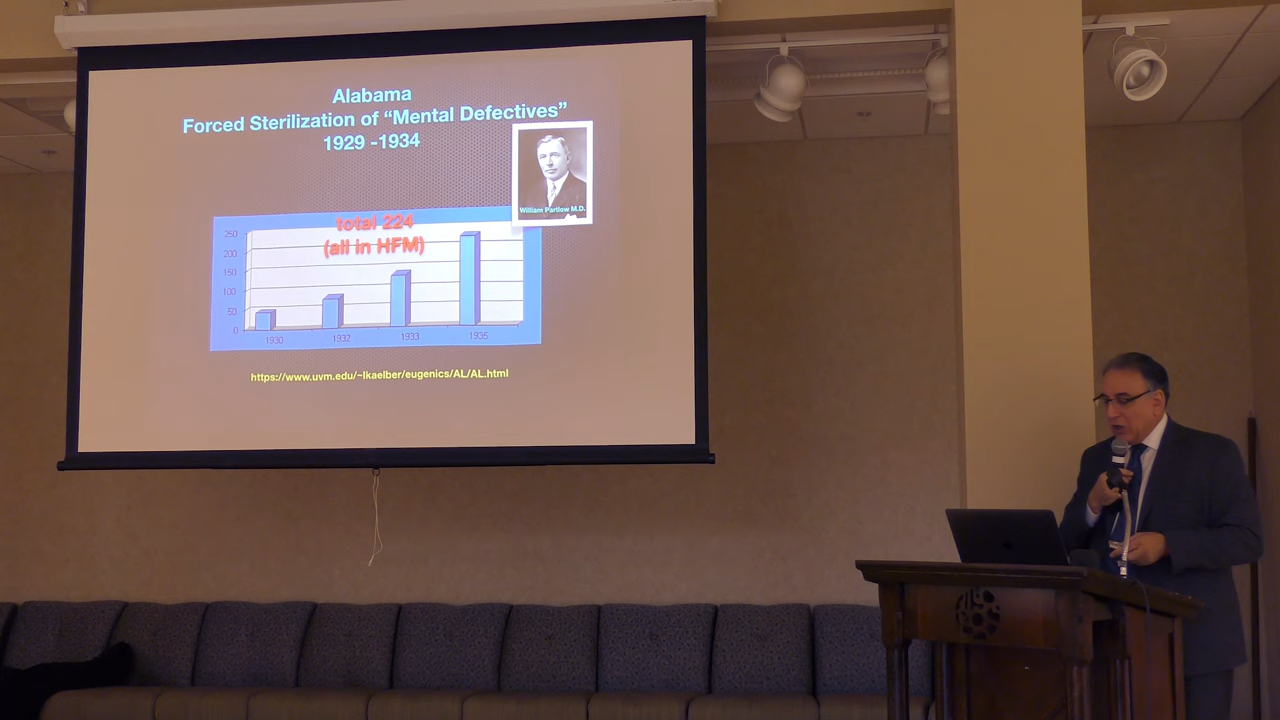 Alabama
Forced Sterilization of “Mental Defectives”
1929 -1934
William Partlow M.D.
total 224
(all in HFM)
250
200
150
100
50
0
1930
1932
1933
1935
https://www.uvm.edu/~lkaelber/eugenics/AL/AL.html